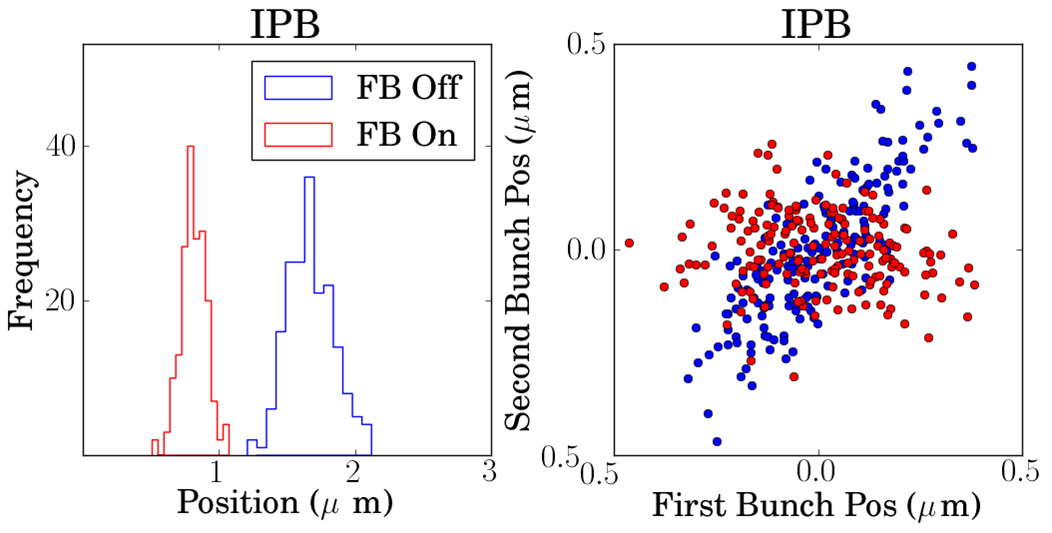 IPB
FB Off
FB On
40
20
Frequency
1
2
3
Position (μ m)
IPB
0.5
0.0
0.5
Second Bunch Pos (μm)
0.5
0.0
0.5
First Bunch Pos (μm)